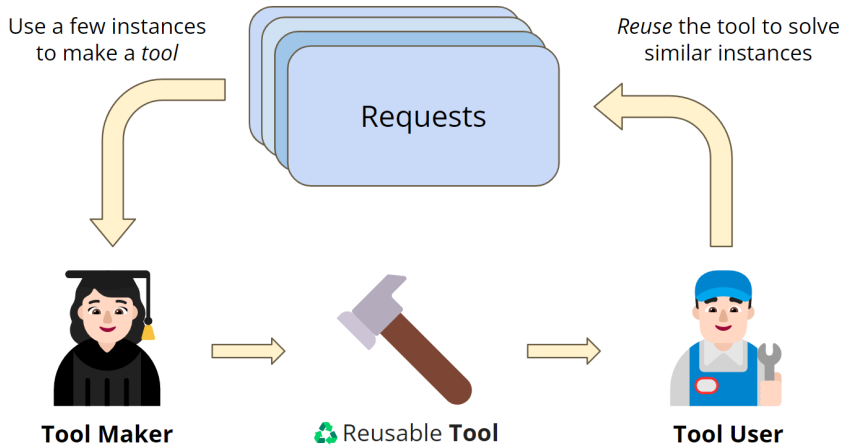 Use a few instances
to make a tool
Requests
Reuse the tool to solve
similar instances
Tool Maker
Reusable Tool
Tool User